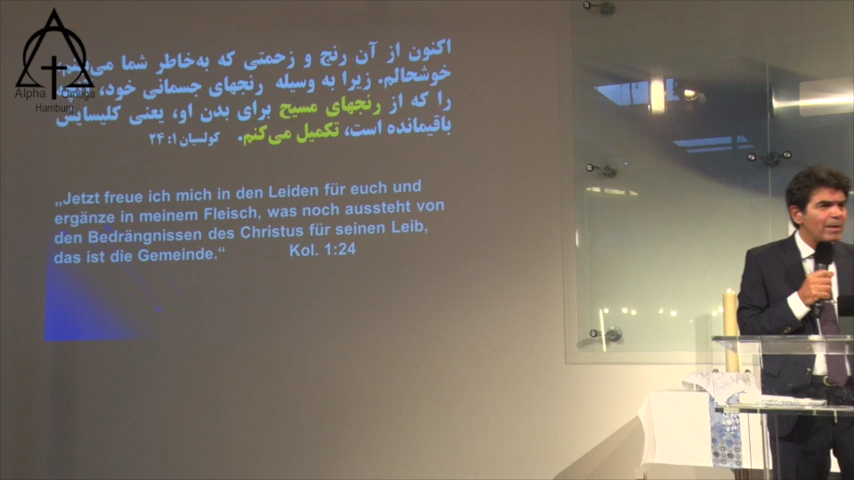 Alpha Omega
Hamburg
اکنون از آن رنج و زحمتی که به‌خاطر شما می‌کشم
خوشحالم. زیرا به وسیله رنجهای جسمانی خود،
را که از رنجهای مسیح برای بدن او، یعنی کلیسایش
باقیمانده است، تکمیل می‌کنم. کولسیان ۱: ۲۴
„Jetzt freue ich mich in den Leiden für euch und
ergänze in meinem Fleisch, was noch aussteht von
den Bedrängnissen des Christus für seinen Leib,
das ist die Gemeinde.“ Kol. 1:24